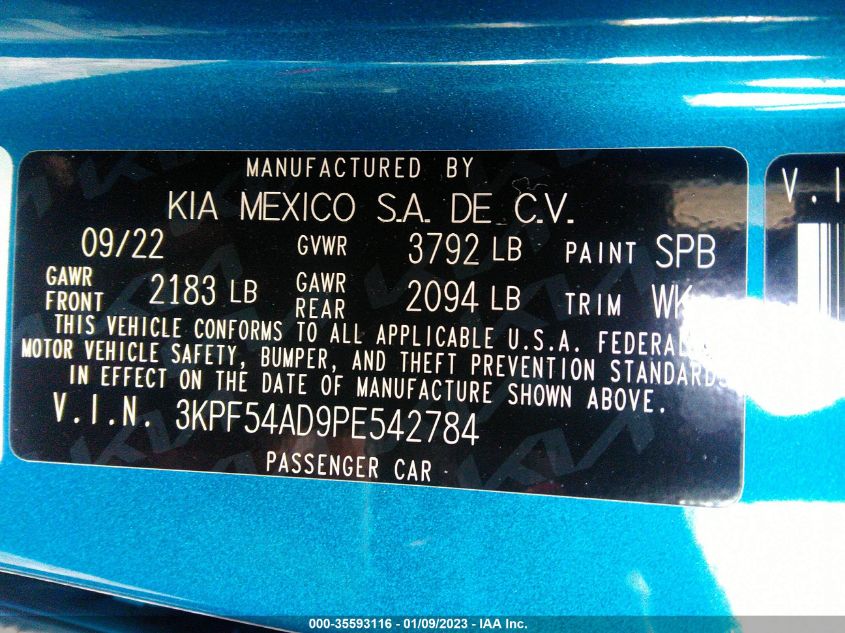 MANUFACTURED BY
KIA MEXICO S.A. DE C.V.
09/22 GVWR 3792 LB PAINT SPB
GAWR FRONT 2183 LB GAWR REAR 2094 LB TRIM WK
THIS VEHICLE CONFORMS TO ALL APPLICABLE U.S.A. FEDERAL
MOTOR VEHICLE SAFETY, BUMPER, AND THEFT PREVENTION STANDARDS
IN EFFECT ON THE DATE OF MANUFACTURE SHOWN ABOVE.
V.I.N. 3KPF54AD9PE542784
PASSENGER CAR
V.I
000-35593116 - 01/09/2023 - IAA Inc.